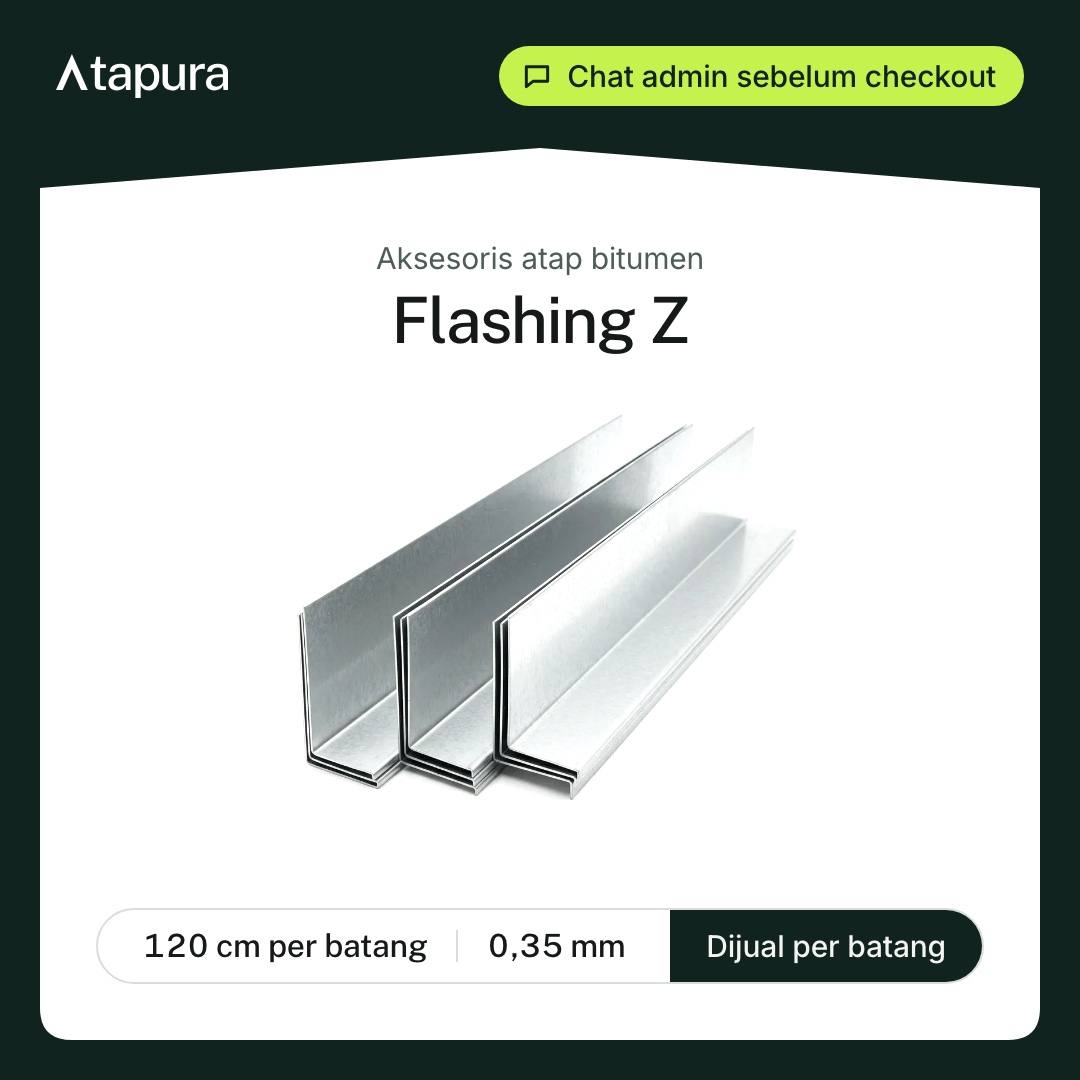 Atapura
Chat admin sebelum checkout
Aksesoris atap bitumen
Flashing Z
120 cm per batang
0,35 mm
Dijual per batang